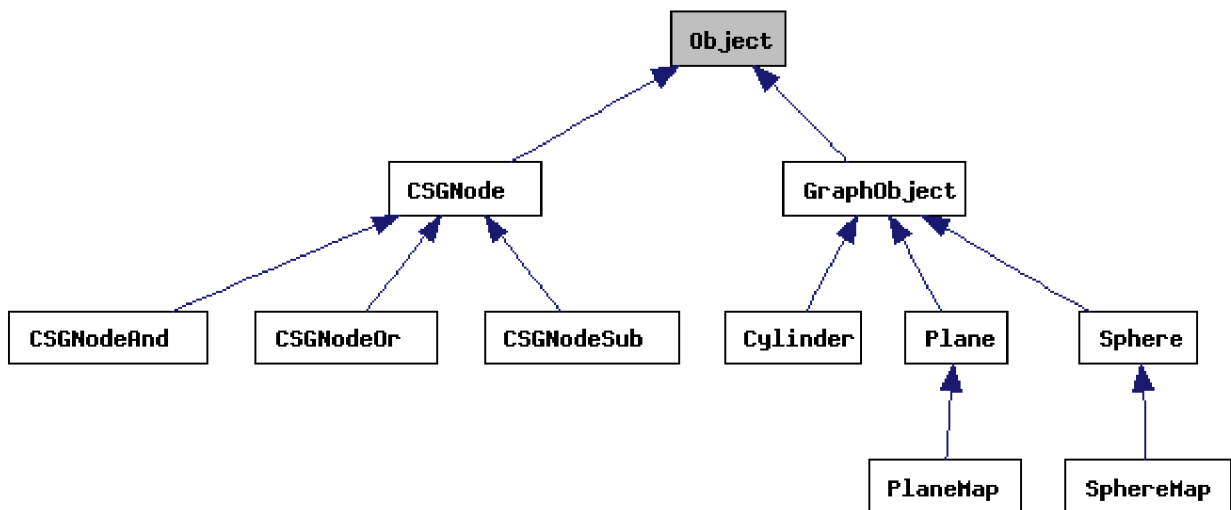 Object
CSGNode
GraphObject
CSGNodeAnd
CSGNodeOr
CSGNodeSub
Cylinder
Plane
Sphere
PlaneMap
SphereMap